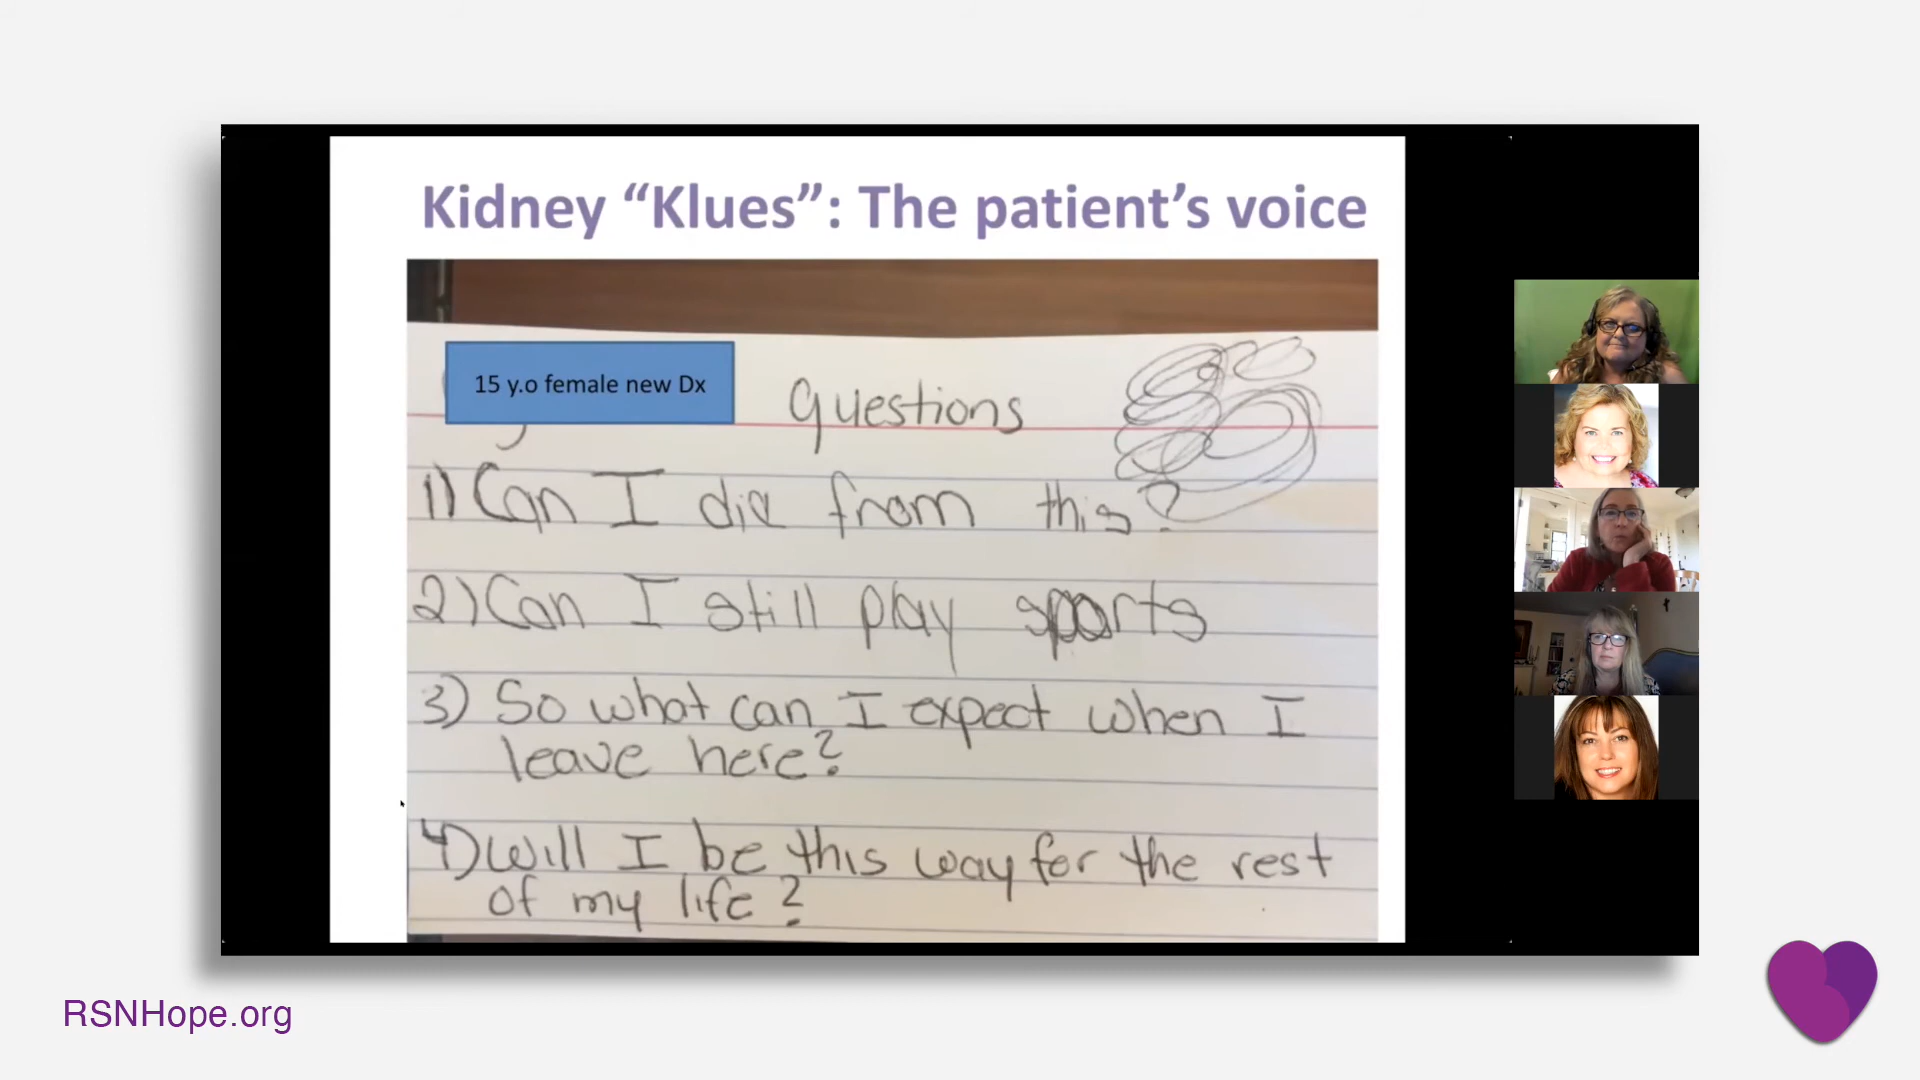 Kidney “Klues”: The patient’s voice
15 y.o female new Dx
Questions
1) Can I die from this?
2) Can I still play sports
3) So what can I expect when I
leave here?
4) Will I be this way for the rest
of my life?
RSNHope.org